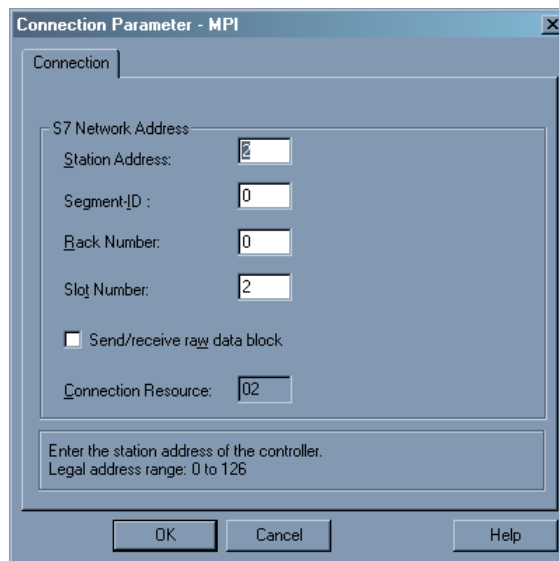 Connection Parameter - MPI
Connection
S7 Network Address
Station Address: 2
Segment-ID : 0
Rack Number: 0
Slot Number: 2
Send/receive raw data block
Connection Resource: 02
Enter the station address of the controller.
Legal address range: 0 to 126
OK Cancel Help